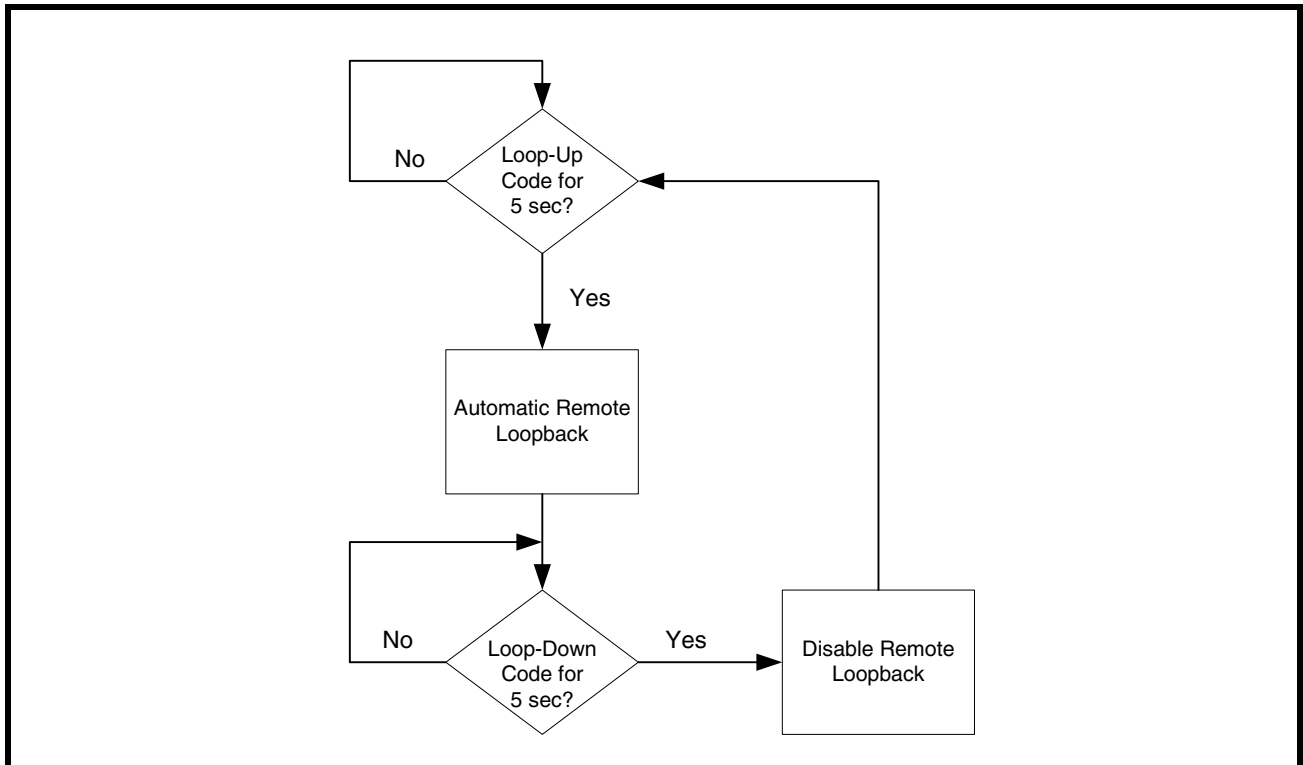 No
Loop-Up
Code for
5 sec?
Yes
Automatic Remote
Loopback
No
Loop-Down
Code for
5 sec?
Yes
Disable Remote
Loopback